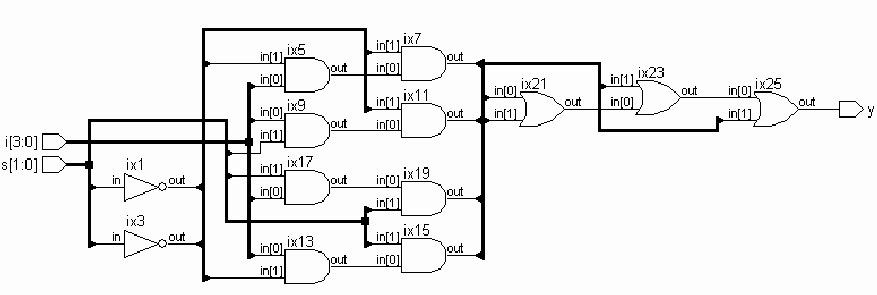 ix7
in[1]
out
in[0]
ix5
in[1]
out
in[0]
ix11
in[1]
out
in[0]
ix9
in[0]
out
in[1]
ix21
in[0]
out
in[1]
ix23
in[1]
out
in[0]
ix25
in[0]
out
in[1]
y
i[3:0]
s[1:0]
ix1
in
out
ix3
in
out
ix17
in[1]
out
in[0]
ix19
in[0]
out
in[1]
ix13
in[0]
out
in[1]
ix15
in[1]
out
in[0]